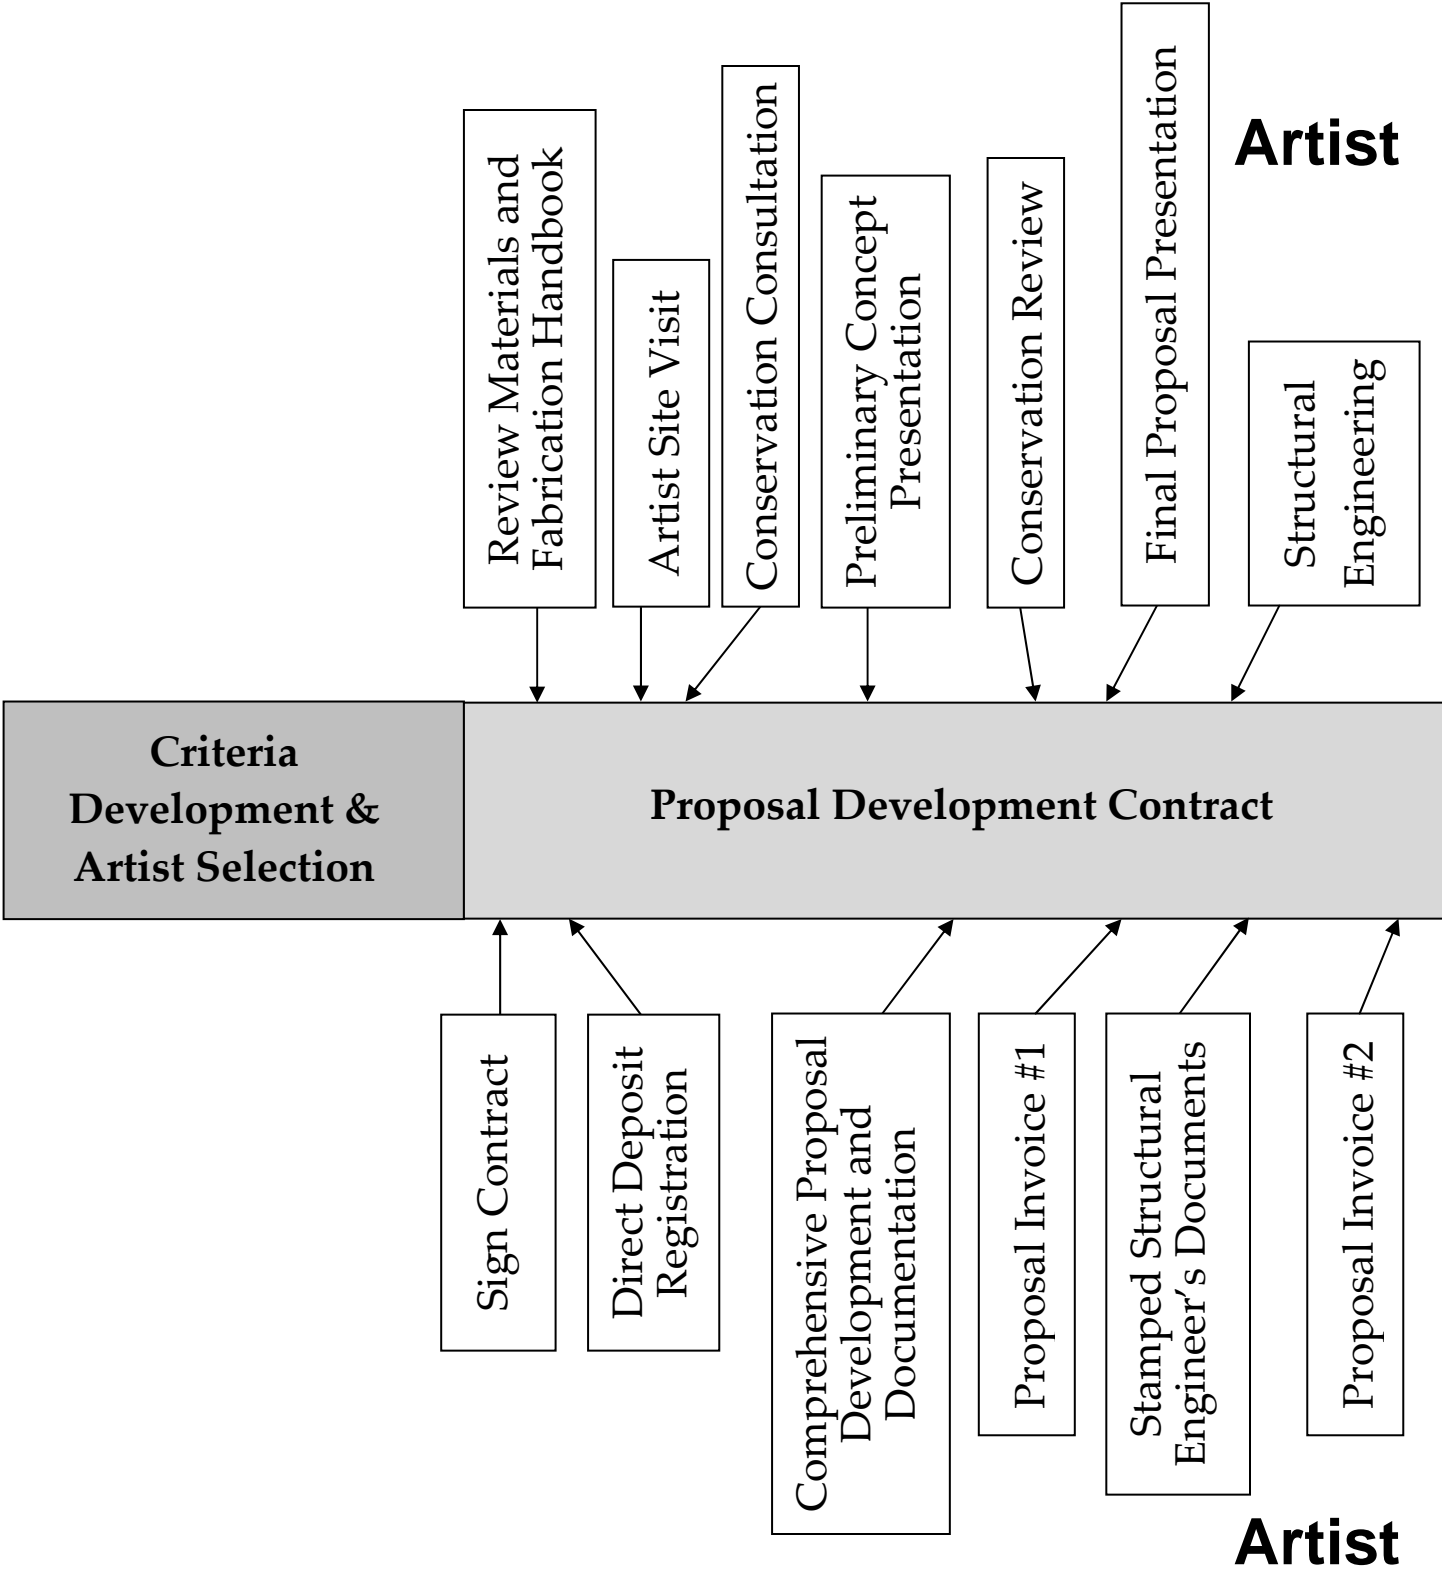 Review Materials and
Fabrication Handbook
Artist Site Visit
Conservation Consultation
Preliminary Concept
Presentation
Conservation Review
Final Proposal Presentation
Structural
Engineering
Artist
Criteria
Development &
Artist Selection
Proposal Development Contract
Sign Contract
Direct Deposit
Registration
Comprehensive Proposal
Development and
Documentation
Proposal Invoice #1
Stamped Structural
Engineer’s Documents
Proposal Invoice #2
Artist